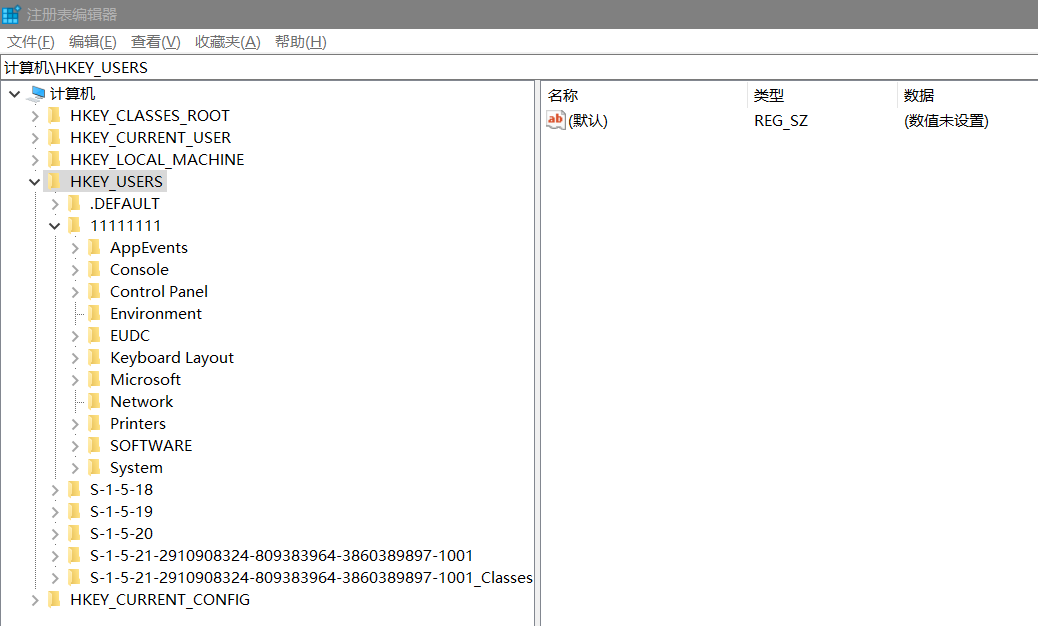 注册表编辑器
文件(F) 编辑(E) 查看(V) 收藏夹(A) 帮助(H)
计算机\HKEY_USERS
计算机
HKEY_CLASSES_ROOT
HKEY_CURRENT_USER
HKEY_LOCAL_MACHINE
HKEY_USERS
.DEFAULT
11111111
AppEvents
Console
Control Panel
Environment
EUDC
Keyboard Layout
Microsoft
Network
Printers
SOFTWARE
System
S-1-5-18
S-1-5-19
S-1-5-20
S-1-5-21-2910908324-809383964-3860389897-1001
S-1-5-21-2910908324-809383964-3860389897-1001_Classes
HKEY_CURRENT_CONFIG
名称 类型 数据
ab (默认) REG_SZ (数值未设置)